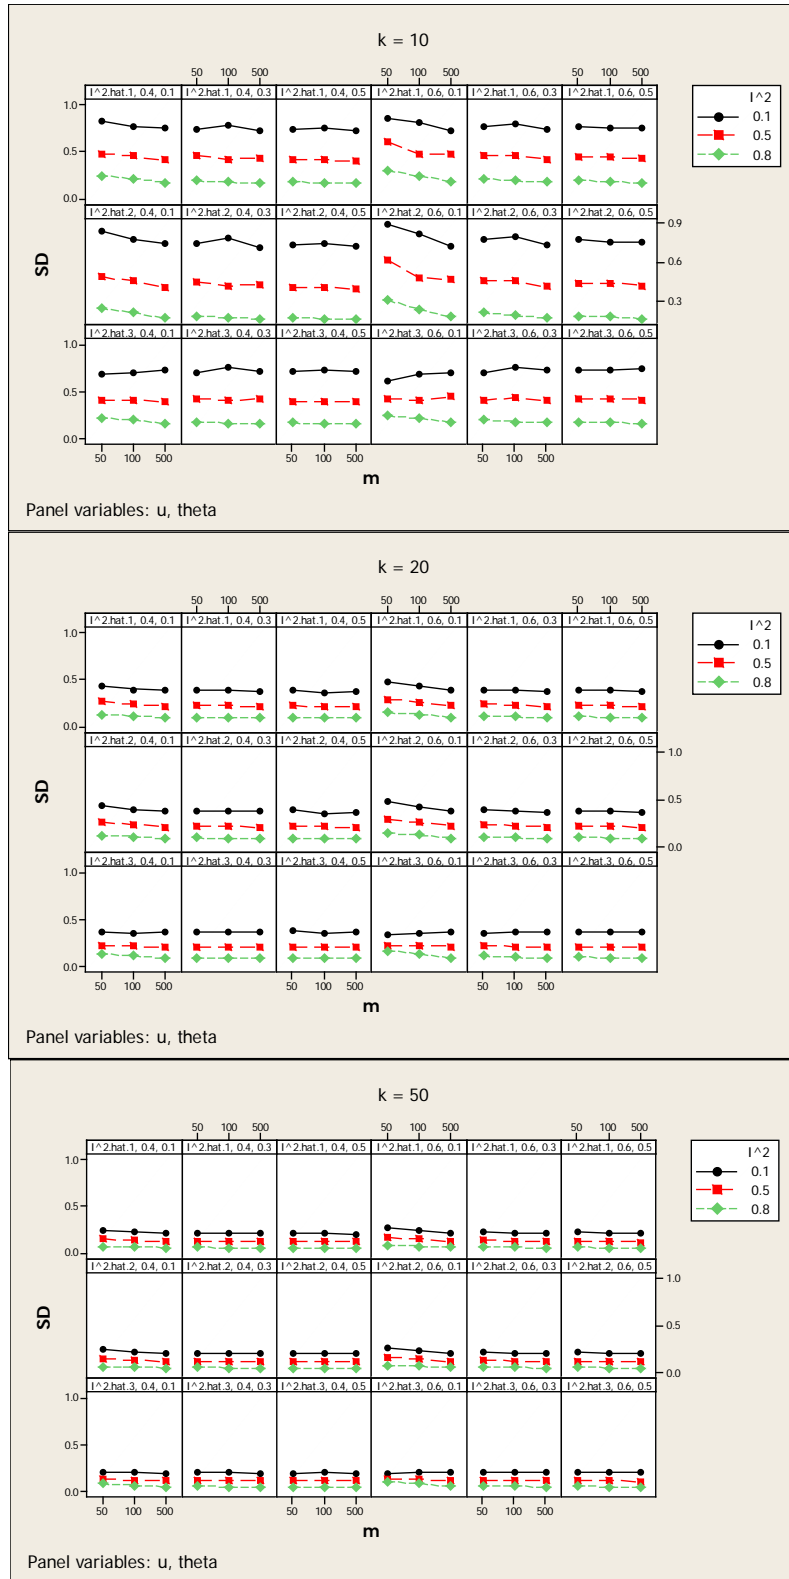 k = 10
50 100 500 50 100 500 50 100 500
I^2.hat.1, 0.4, 0.1 I^2.hat.1, 0.4, 0.3 I^2.hat.1, 0.4, 0.5 I^2.hat.1, 0.6, 0.1 I^2.hat.1, 0.6, 0.3 I^2.hat.1, 0.6, 0.5
I^2
0.1
0.5
0.8
1.0
0.5
0.0
I^2.hat.2, 0.4, 0.1 I^2.hat.2, 0.4, 0.3 I^2.hat.2, 0.4, 0.5 I^2.hat.2, 0.6, 0.1 I^2.hat.2, 0.6, 0.3 I^2.hat.2, 0.6, 0.5
0.9
0.6
0.3
SD
I^2.hat.3, 0.4, 0.1 I^2.hat.3, 0.4, 0.3 I^2.hat.3, 0.4, 0.5 I^2.hat.3, 0.6, 0.1 I^2.hat.3, 0.6, 0.3 I^2.hat.3, 0.6, 0.5
1.0
0.5
0.0
50 100 500 50 100 500 50 100 500
m
Panel variables: u, theta
k = 20
50 100 500 50 100 500 50 100 500
I^2.hat.1, 0.4, 0.1 I^2.hat.1, 0.4, 0.3 I^2.hat.1, 0.4, 0.5 I^2.hat.1, 0.6, 0.1 I^2.hat.1, 0.6, 0.3 I^2.hat.1, 0.6, 0.5
I^2
0.1
0.5
0.8
1.0
0.5
0.0
I^2.hat.2, 0.4, 0.1 I^2.hat.2, 0.4, 0.3 I^2.hat.2, 0.4, 0.5 I^2.hat.2, 0.6, 0.1 I^2.hat.2, 0.6, 0.3 I^2.hat.2, 0.6, 0.5
1.0
0.5
0.0
SD
I^2.hat.3, 0.4, 0.1 I^2.hat.3, 0.4, 0.3 I^2.hat.3, 0.4, 0.5 I^2.hat.3, 0.6, 0.1 I^2.hat.3, 0.6, 0.3 I^2.hat.3, 0.6, 0.5
1.0
0.5
0.0
50 100 500 50 100 500 50 100 500
m
Panel variables: u, theta
k = 50
50 100 500 50 100 500 50 100 500
I^2.hat.1, 0.4, 0.1 I^2.hat.1, 0.4, 0.3 I^2.hat.1, 0.4, 0.5 I^2.hat.1, 0.6, 0.1 I^2.hat.1, 0.6, 0.3 I^2.hat.1, 0.6, 0.5
I^2
0.1
0.5
0.8
1.0
0.5
0.0
I^2.hat.2, 0.4, 0.1 I^2.hat.2, 0.4, 0.3 I^2.hat.2, 0.4, 0.5 I^2.hat.2, 0.6, 0.1 I^2.hat.2, 0.6, 0.3 I^2.hat.2, 0.6, 0.5
1.0
0.5
0.0
SD
I^2.hat.3, 0.4, 0.1 I^2.hat.3, 0.4, 0.3 I^2.hat.3, 0.4, 0.5 I^2.hat.3, 0.6, 0.1 I^2.hat.3, 0.6, 0.3 I^2.hat.3, 0.6, 0.5
1.0
0.5
0.0
50 100 500 50 100 500 50 100 500
m
Panel variables: u, theta